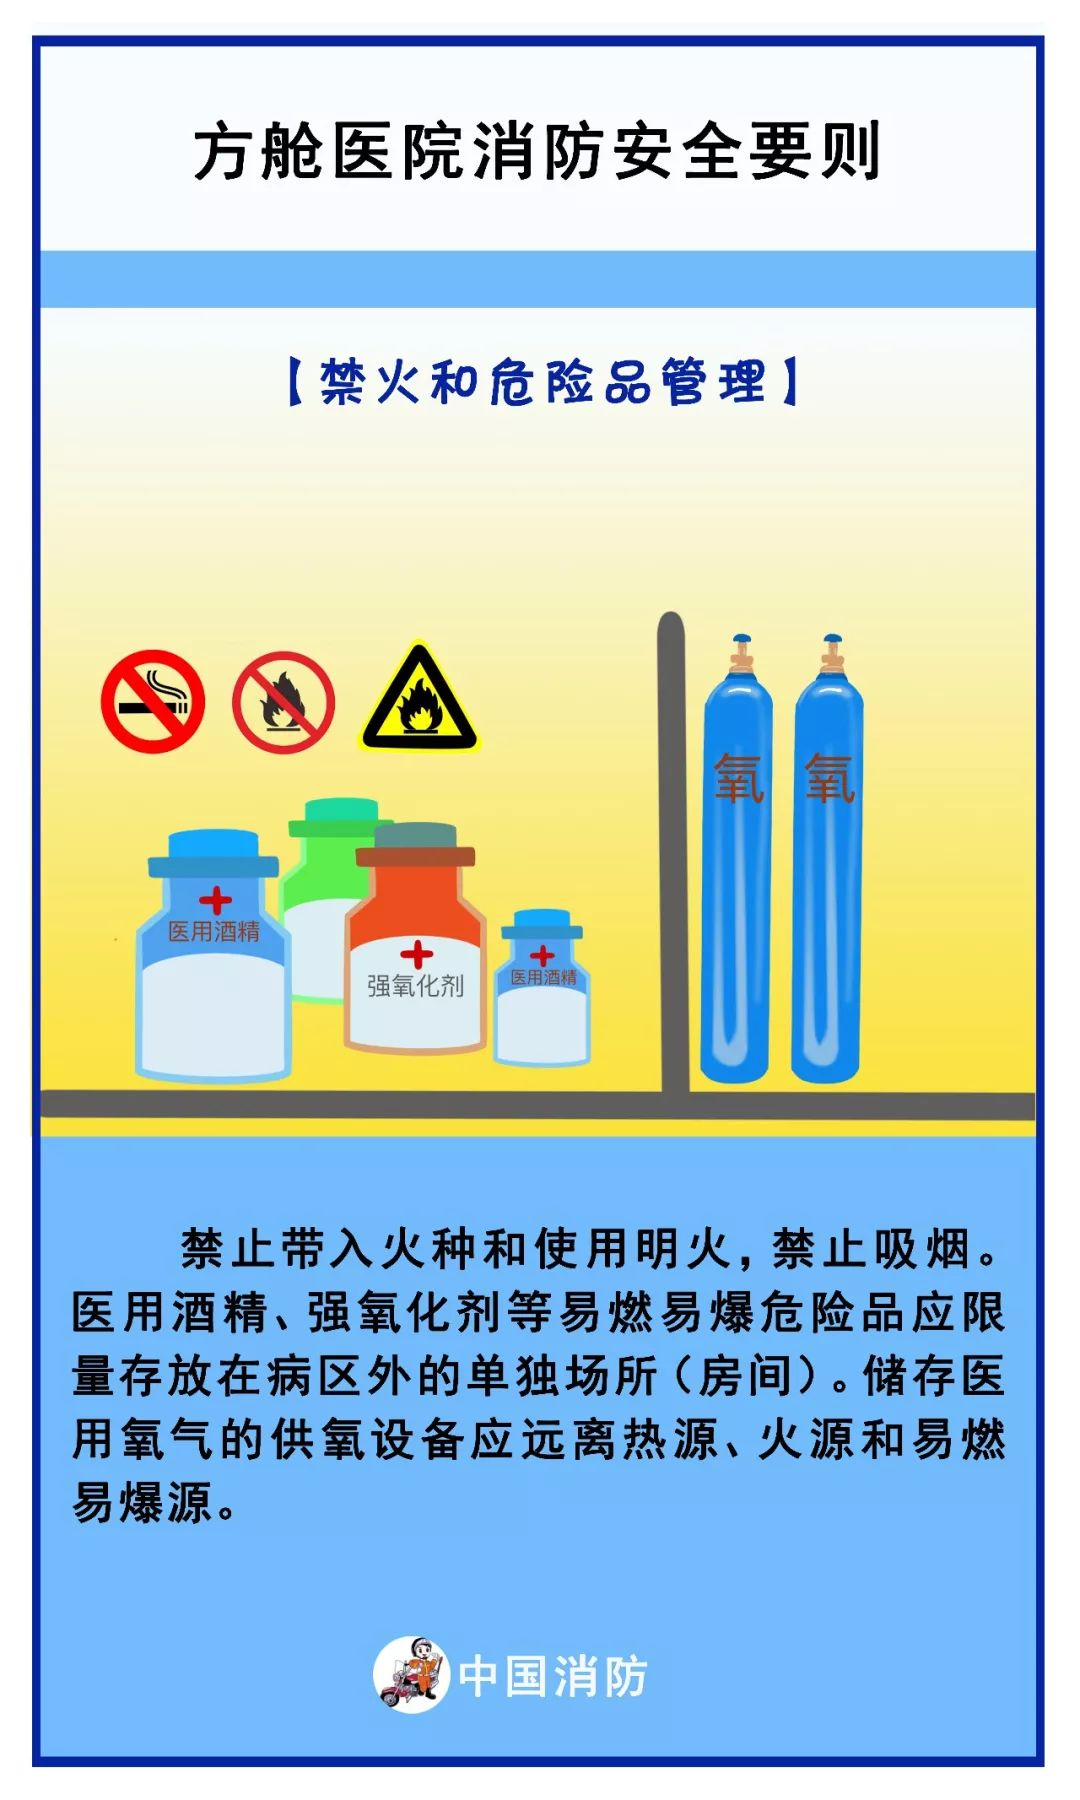 方舱医院消防安全要则
【禁火和危险品管理】
氧 氧
医用酒精
强氧化剂
医用酒精
禁止带入火种和使用明火，禁止吸烟。
医用酒精、强氧化剂等易燃易爆危险品应限
量存放在病区外的单独场所（房间）。储存医
用氧气的供氧设备应远离热源、火源和易燃
易爆源。
中国消防